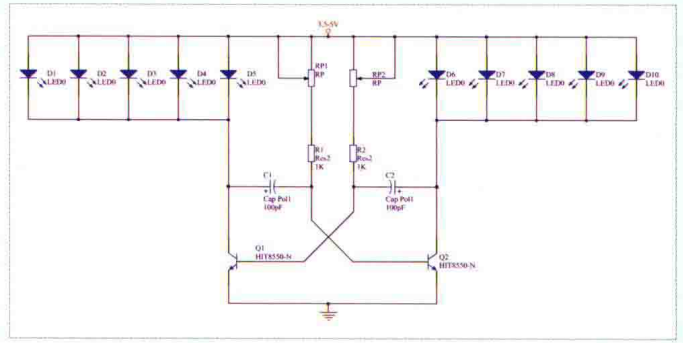 3.5-5V
D1
LED0
D2
LED0
D3
LED0
D4
LED0
D5
LED0
RP1
RP
RP2
RP
D6
LED0
D7
LED0
D8
LED0
D9
LED0
D10
LED0
R1
Res2
1K
R2
Res2
1K
C1
Cap Pol1
100pF
C2
Cap Pol1
100pF
Q1
HIT8550-N
Q2
HIT8550-N